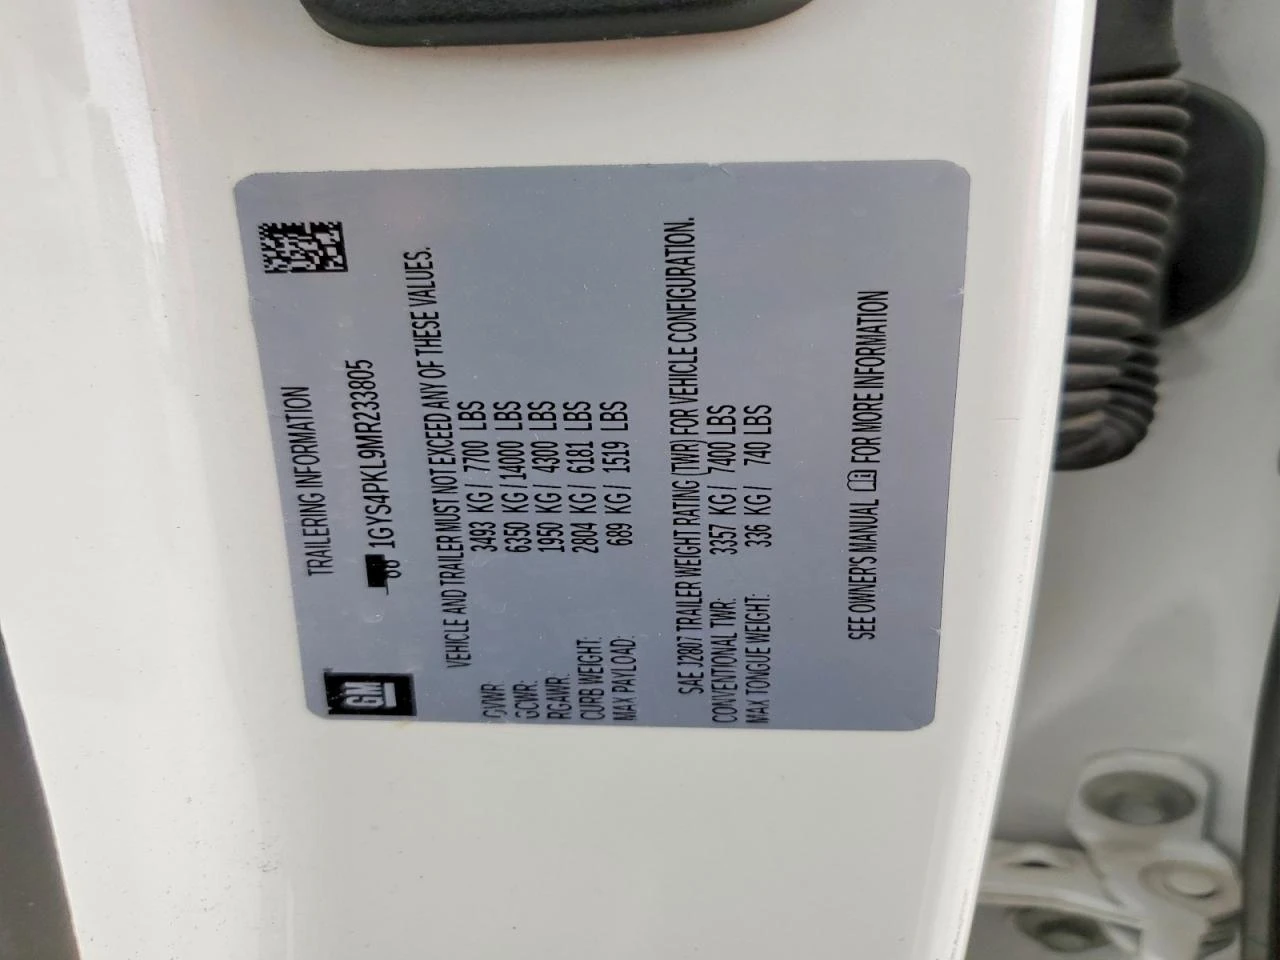 GM
TRAILERING INFORMATION
1GYS4PKL9MR233805
VEHICLE AND TRAILER MUST NOT EXCEED ANY OF THESE VALUES.
GVWR: 3493 KG / 7700 LBS
GCWR: 6350 KG / 14000 LBS
RGAWR: 1950 KG / 4300 LBS
CURB WEIGHT: 2804 KG / 6181 LBS
MAX PAYLOAD: 689 KG / 1519 LBS
SAE J2807 TRAILER WEIGHT RATING (TWR) FOR VEHICLE CONFIGURATION.
CONVENTIONAL TWR: 3357 KG / 7400 LBS
MAX TONGUE WEIGHT: 336 KG / 740 LBS
SEE OWNER'S MANUAL FOR MORE INFORMATION